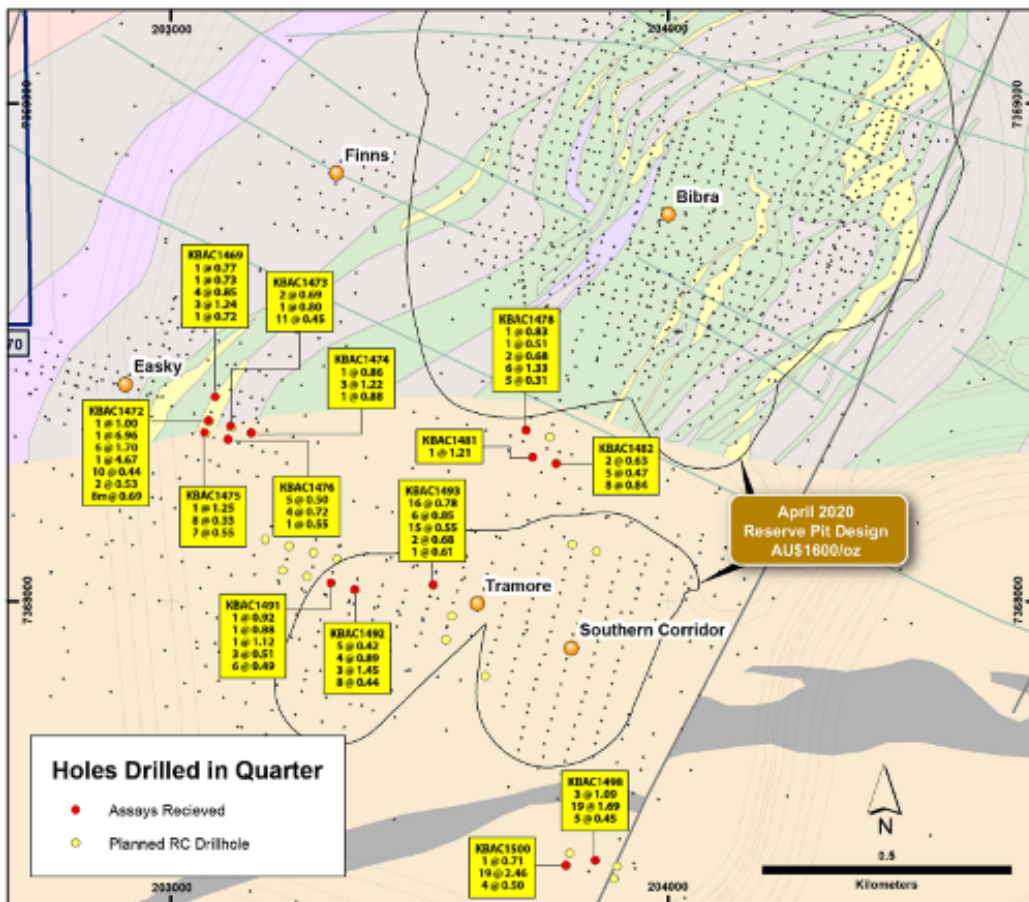 203000
204000
7369000
7369000
Finns
Bibra
KBAC1469
1 @ 0.77
1 @ 0.73
4 @ 0.85
3 @ 1.24
1 @ 0.72
KBAC1473
2 @ 0.69
1 @ 0.80
11 @ 0.45
KBAC1478
1 @ 0.83
1 @ 0.51
2 @ 0.68
6 @ 1.33
5 @ 0.31
70
KBAC1474
1 @ 0.86
3 @ 1.22
1 @ 0.88
Easky
KBAC1472
1 @ 1.00
1 @ 6.96
6 @ 1.70
1 @ 4.67
10 @ 0.44
2 @ 0.53
8m @ 0.69
KBAC1481
1 @ 1.21
KBAC1482
2 @ 0.63
5 @ 0.47
8 @ 0.84
KBAC1475
1 @ 1.25
8 @ 0.33
7 @ 0.55
KBAC1476
5 @ 0.50
4 @ 0.72
1 @ 0.55
KBAC1493
16 @ 0.78
6 @ 0.85
15 @ 0.55
2 @ 0.68
1 @ 0.61
April 2020
Reserve Pit Design
AU$1600/oz
7368000
7368000
Tramore
Southern Corridor
KBAC1491
1 @ 0.92
1 @ 0.88
1 @ 1.12
3 @ 0.51
6 @ 0.49
KBAC1492
5 @ 0.42
4 @ 0.89
3 @ 1.45
8 @ 0.44
Holes Drilled in Quarter
Assays Recieved
Planned RC Drillhole
KBAC1498
3 @ 1.09
19 @ 1.69
5 @ 0.45
KBAC1500
1 @ 0.71
19 @ 2.46
4 @ 0.50
N
0.5
Kilometers
203000
204000